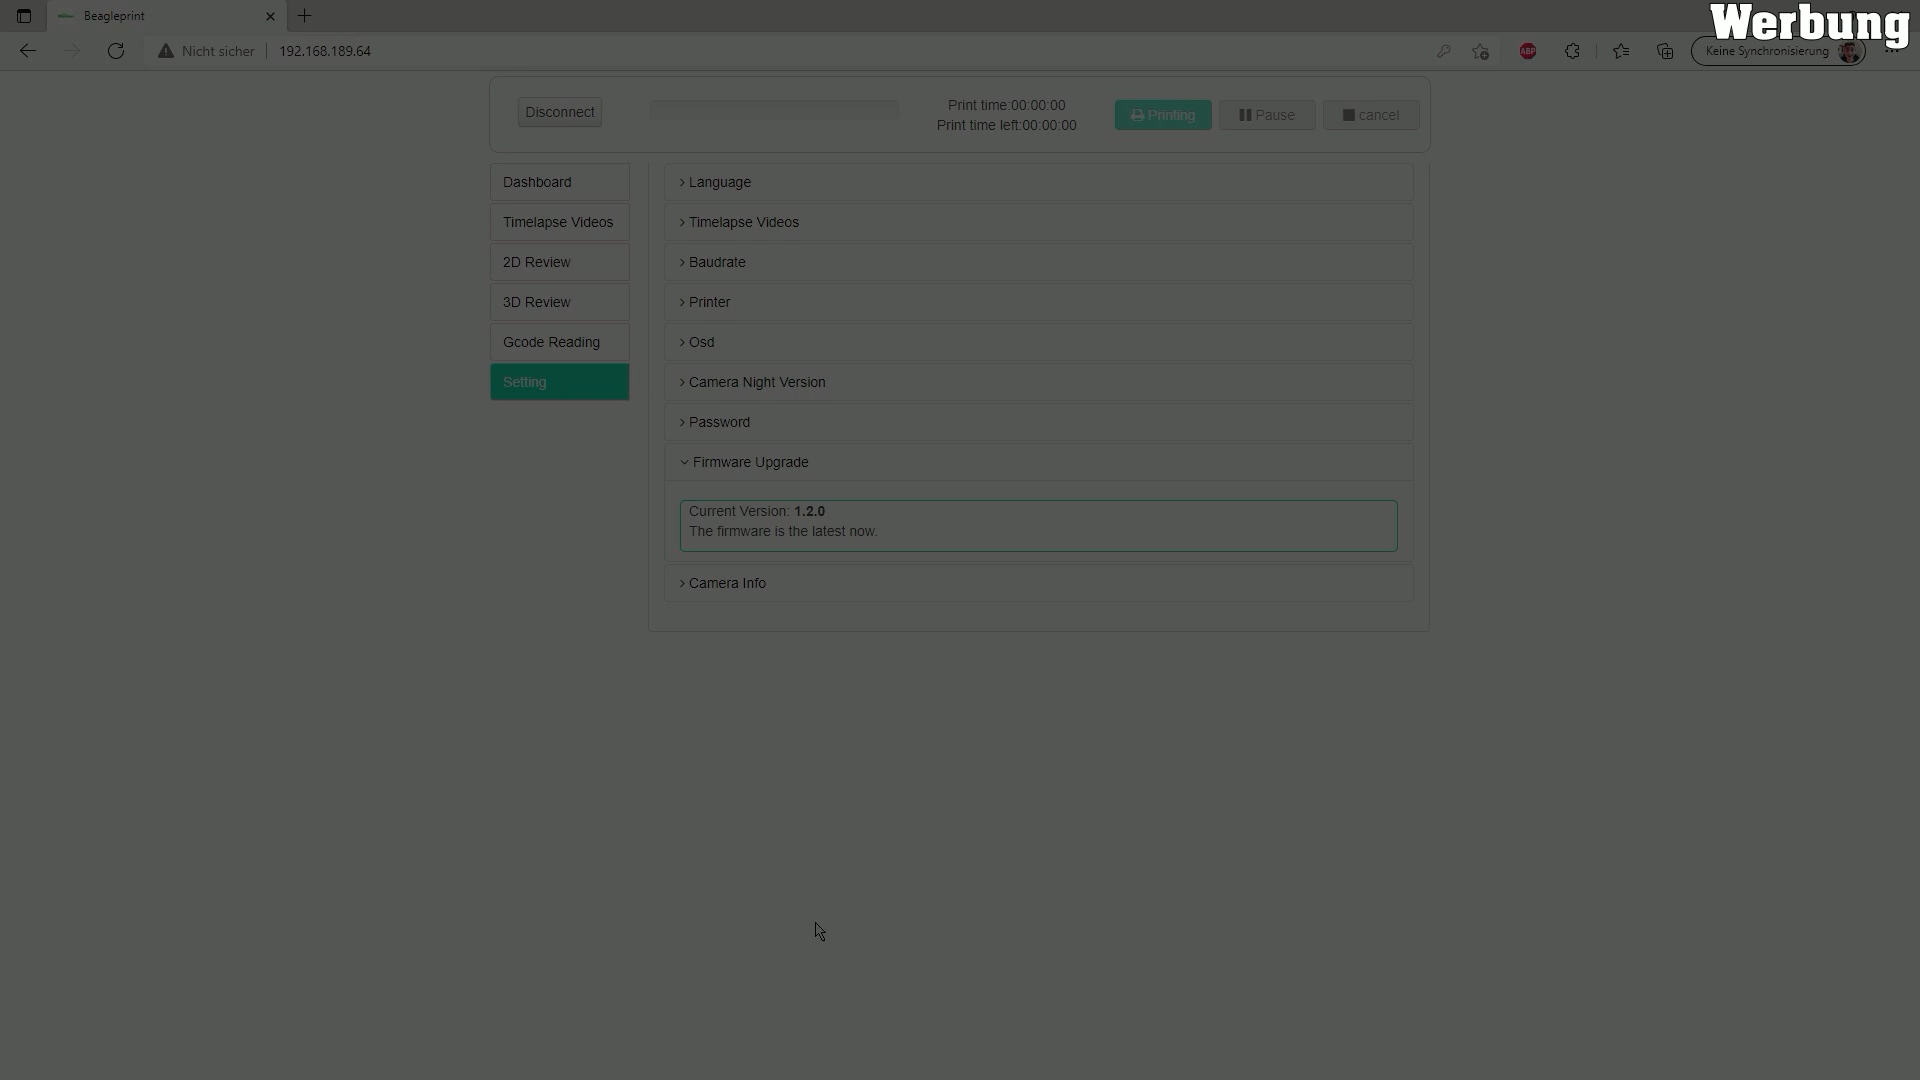 Beagleprint
Werbung
Nicht sicher
192.168.189.64
ABP
Keine Synchronisierung
Disconnect
Print time:00:00:00
Print time left:00:00:00
Printing
Pause
cancel
Dashboard
Timelapse Videos
2D Review
3D Review
Gcode Reading
Setting
Language
Timelapse Videos
Baudrate
Printer
Osd
Camera Night Version
Password
Firmware Upgrade
Current Version: 1.2.0
The firmware is the latest now.
Camera Info